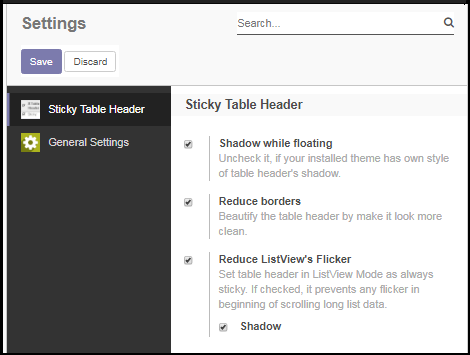 Settings
Search...
Save Discard
Sticky Table Header
General Settings
Sticky Table Header
Shadow while floating
Uncheck it, if your installed theme has own style
of table header's shadow.
Reduce borders
Beautify the table header by make it look more
clean.
Reduce ListView's Flicker
Set table header in ListView Mode as always
sticky. If checked, it prevents any flicker in
beginning of scrolling long list data.
Shadow